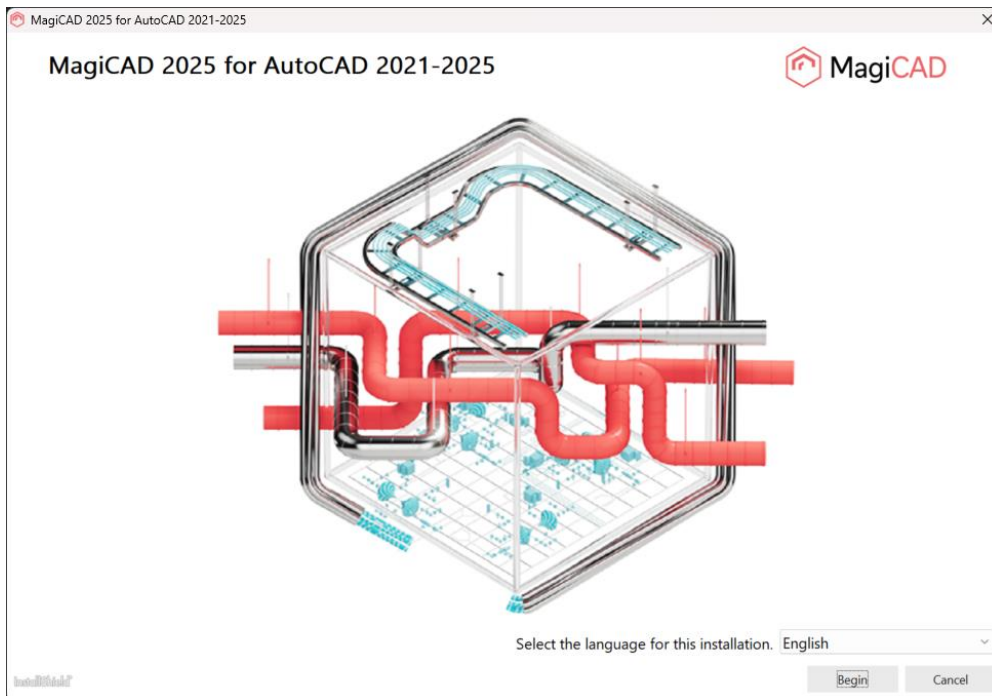 MagiCAD 2025 for AutoCAD 2021-2025
MagiCAD 2025 for AutoCAD 2021-2025
MagiCAD
Select the language for this installation. English
InstallShield
Begin Cancel